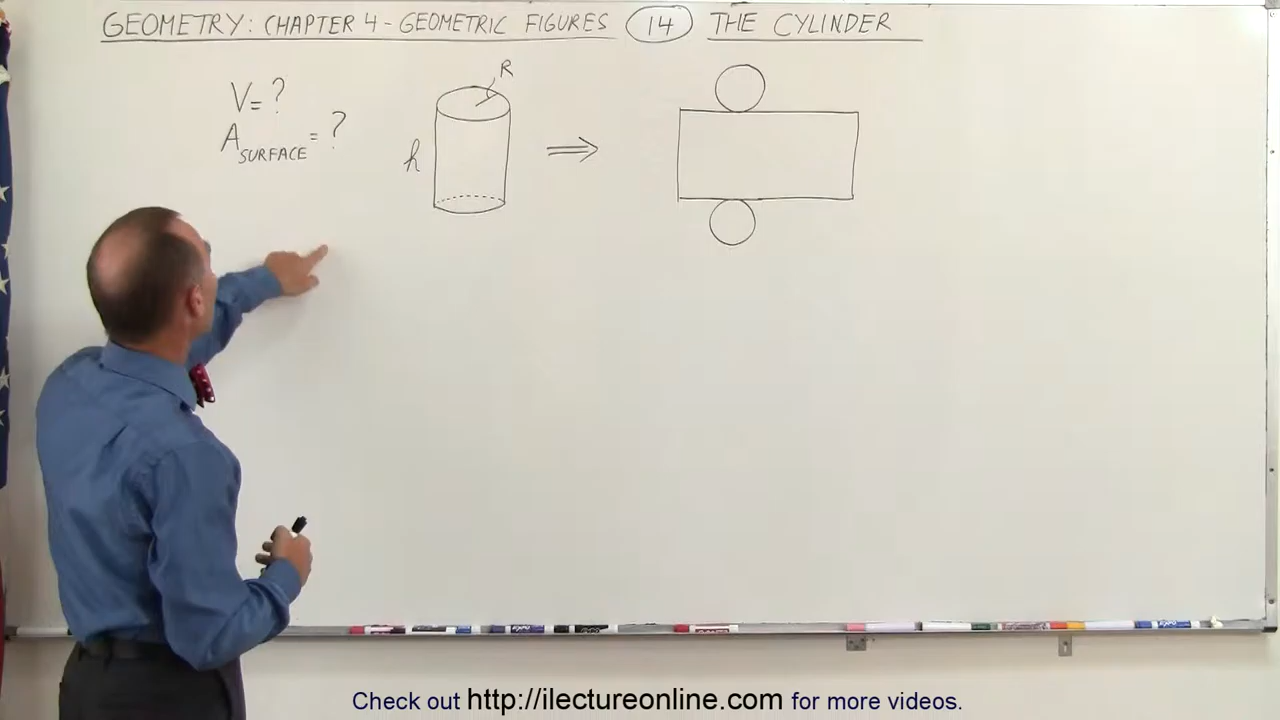 GEOMETRY: CHAPTER 4 - GEOMETRIC FIGURES 14 THE CYLINDER
V = ?
A SURFACE = ?
R
h
Check out http://ilectureonline.com for more videos.